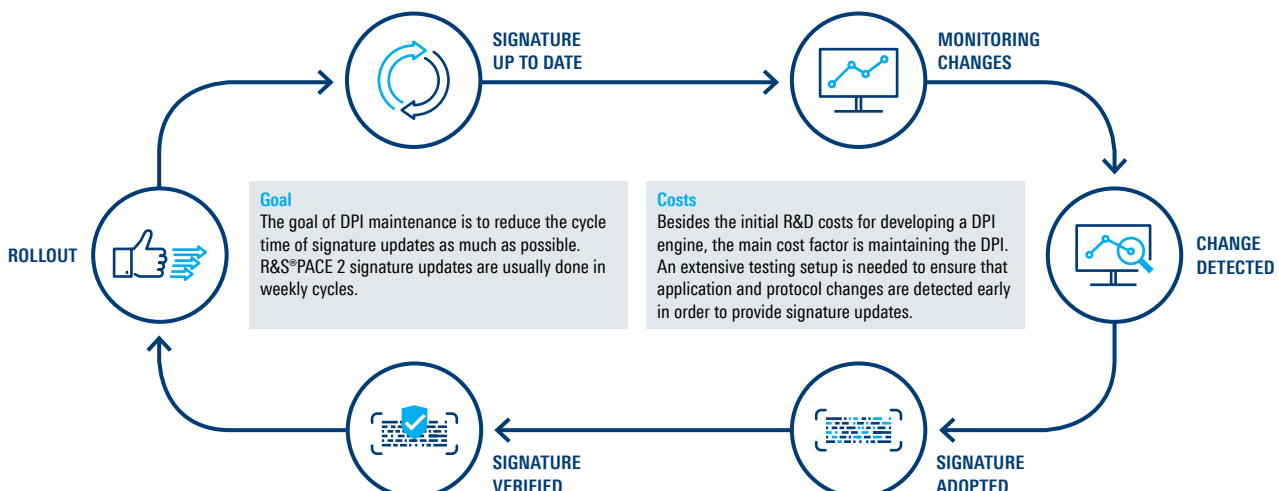 SIGNATURE
UP TO DATE
MONITORING
CHANGES
Goal
The goal of DPI maintenance is to reduce the cycle
time of signature updates as much as possible.
R&S®PACE 2 signature updates are usually done in
weekly cycles.
Costs
Besides the initial R&D costs for developing a DPI
engine, the main cost factor is maintaining the DPI.
An extensive testing setup is needed to ensure that
application and protocol changes are detected early
in order to provide signature updates.
ROLLOUT
CHANGE
DETECTED
SIGNATURE
VERIFIED
SIGNATURE
ADOPTED